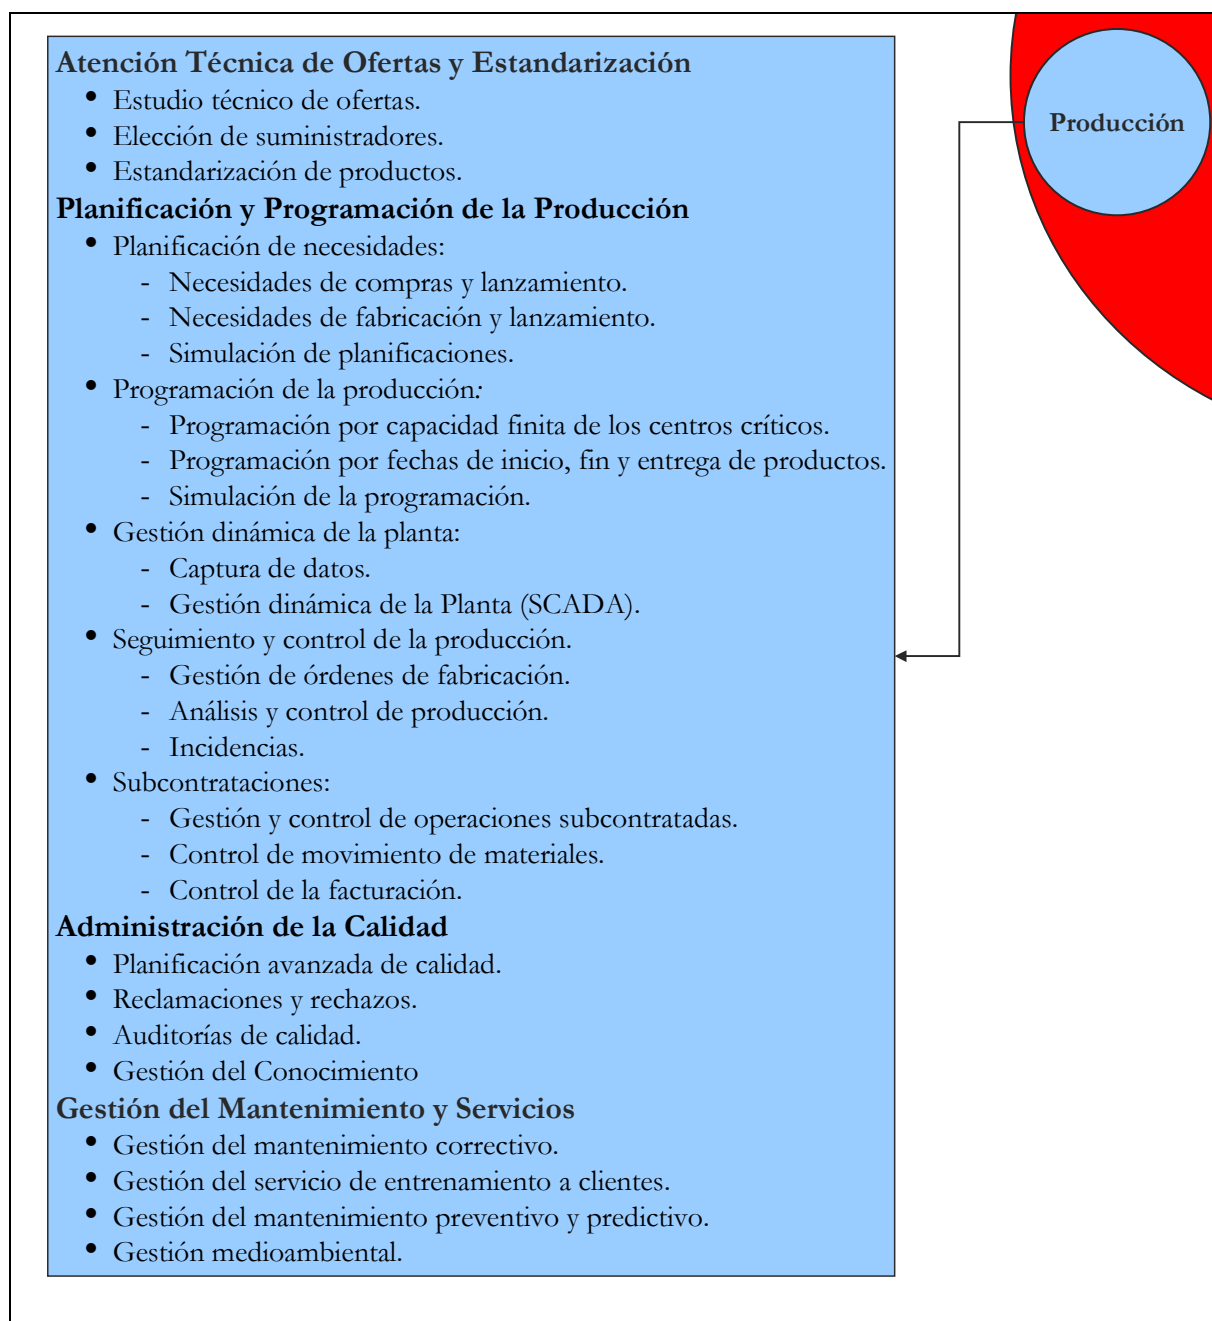 Atención Técnica de Ofertas y Estandarización
• Estudio técnico de ofertas.
• Elección de suministradores.
• Estandarización de productos.
Planificación y Programación de la Producción
• Planificación de necesidades:
- Necesidades de compras y lanzamiento.
- Necesidades de fabricación y lanzamiento.
- Simulación de planificaciones.
• Programación de la producción:
- Programación por capacidad finita de los centros críticos.
- Programación por fechas de inicio, fin y entrega de productos.
- Simulación de la programación.
• Gestión dinámica de la planta:
- Captura de datos.
- Gestión dinámica de la Planta (SCADA).
• Seguimiento y control de la producción.
- Gestión de órdenes de fabricación.
- Análisis y control de producción.
- Incidencias.
• Subcontrataciones:
- Gestión y control de operaciones subcontratadas.
- Control de movimiento de materiales.
- Control de la facturación.
Administración de la Calidad
• Planificación avanzada de calidad.
• Reclamaciones y rechazos.
• Auditorías de calidad.
• Gestión del Conocimiento
Gestión del Mantenimiento y Servicios
• Gestión del mantenimiento correctivo.
• Gestión del servicio de entrenamiento a clientes.
• Gestión del mantenimiento preventivo y predictivo.
• Gestión medioambiental.
Producción